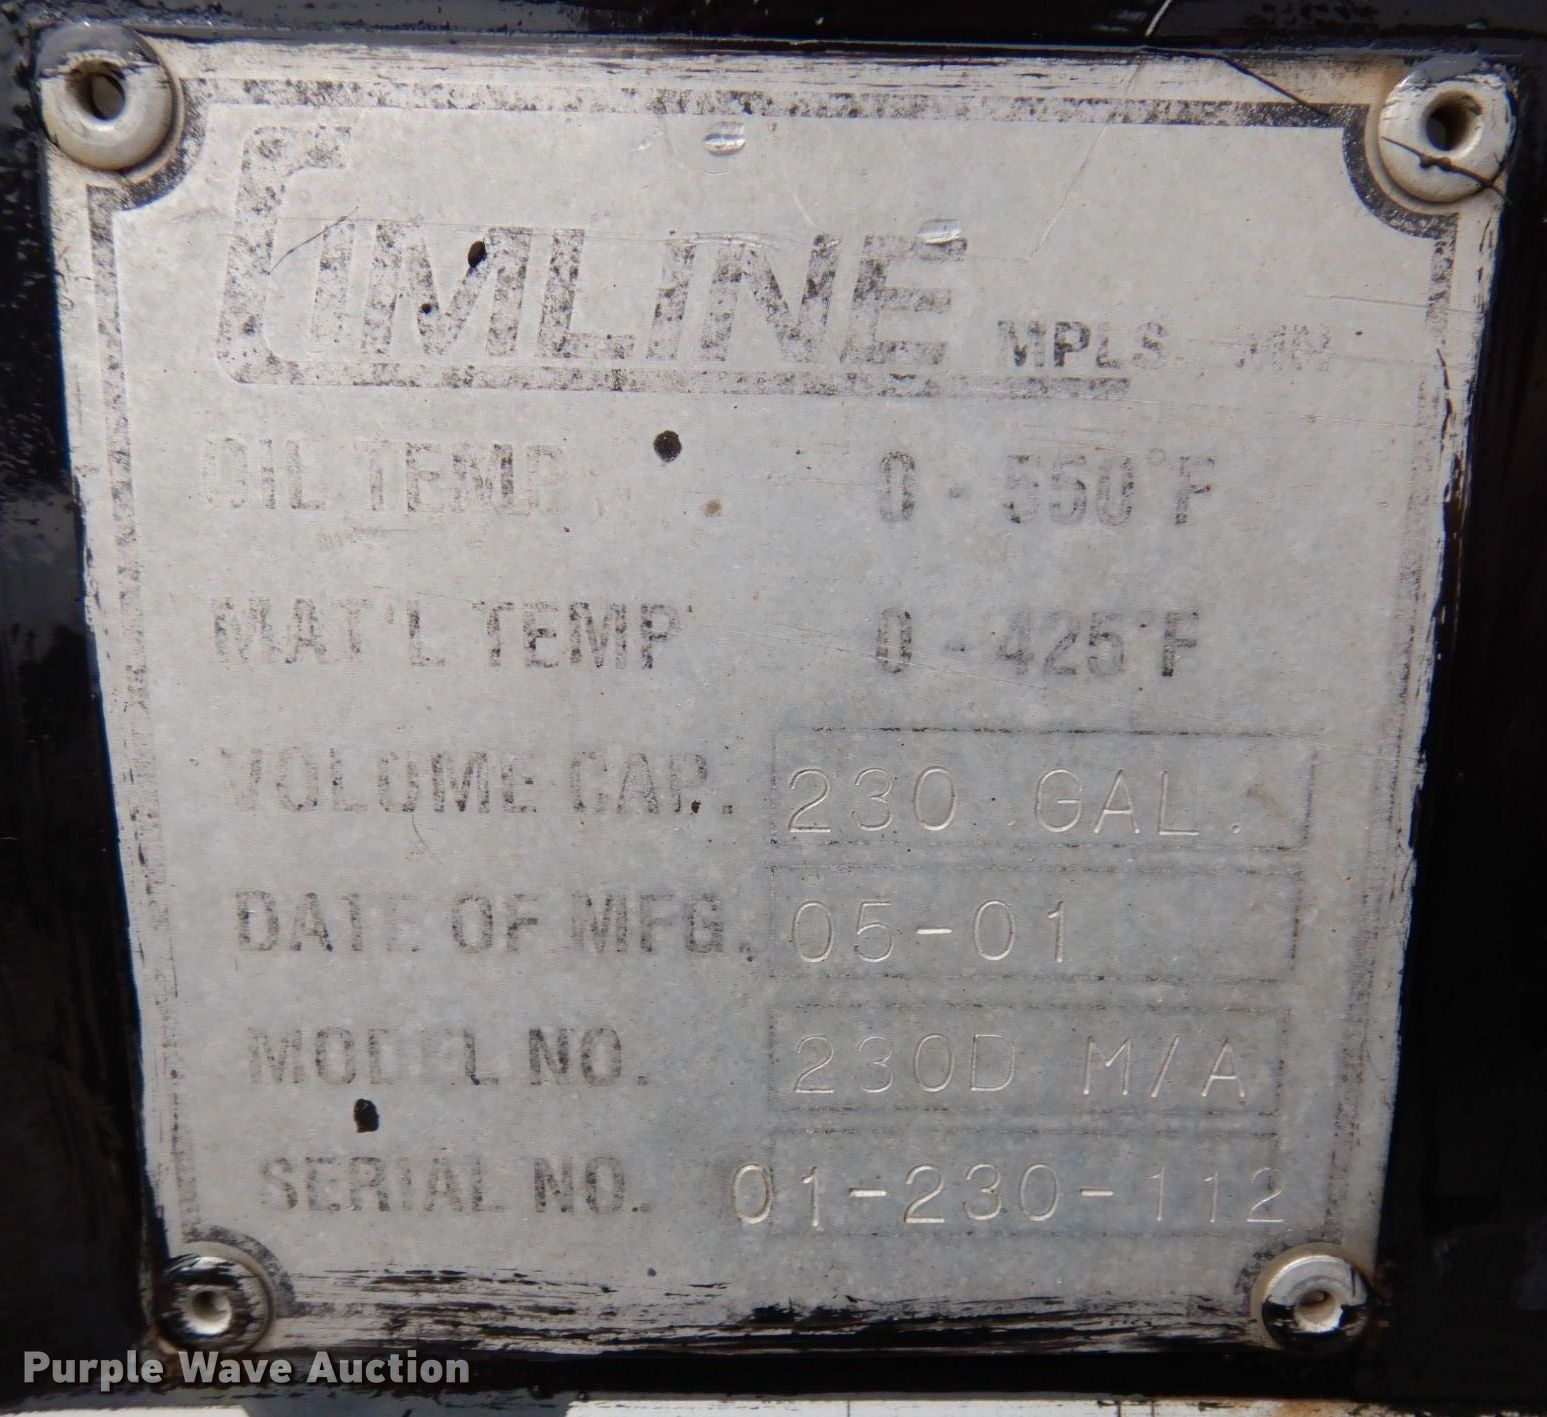 CIMLINE MPLS. MN
OIL TEMP. 0 - 550°F
MAT'L TEMP. 0 - 425°F
VOLUME CAP. 230 GAL.
DATE OF MFG. 05-01
MODEL NO. 230D M/A
SERIAL NO. 01-230-112
Purple Wave Auction